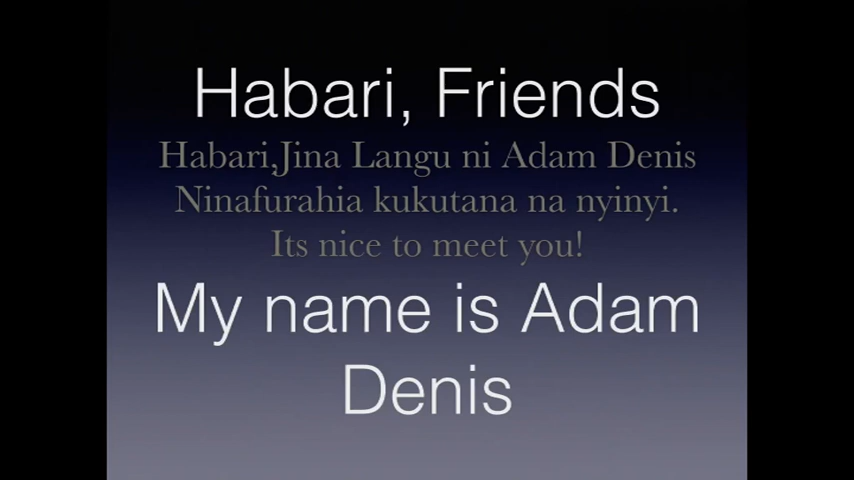 Habari, Friends
Habari,Jina Langu ni Adam Denis
Ninafurahia kukutana na nyinyi.
Its nice to meet you!
My name is Adam
Denis